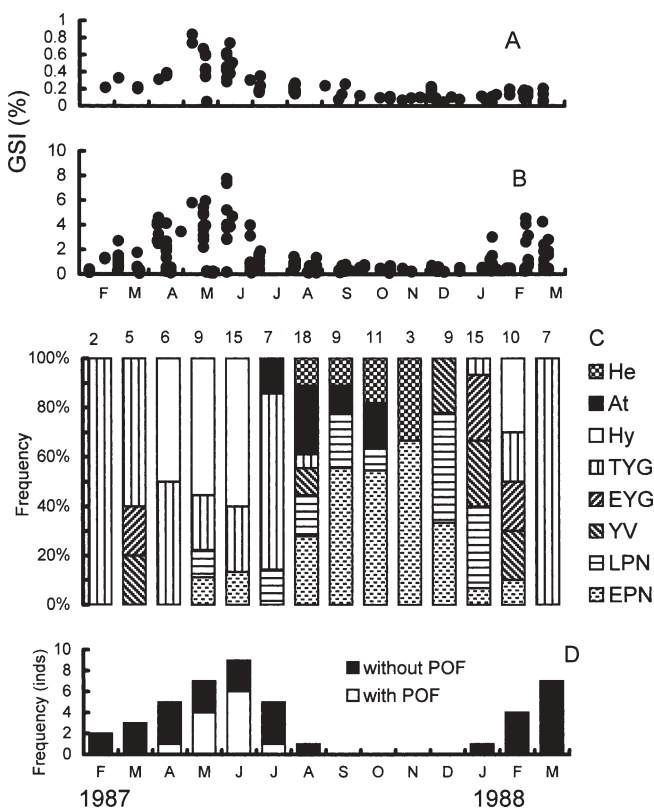 GSI (%)
1
0.8
0.6
0.4
0.2
0
A
10
8
6
4
2
0
B
F M A M J J A S O N D J F M
2 5 6 9 15 7 18 9 11 3 9 15 10 7 C
Frequency
100%
80%
60%
40%
20%
0%
He
At
Hy
TYG
EYG
YV
LPN
EPN
Frequency (inds)
10
8
6
4
2
0
D
without POF
with POF
F M A M J J A S O N D J F M
1987 1988